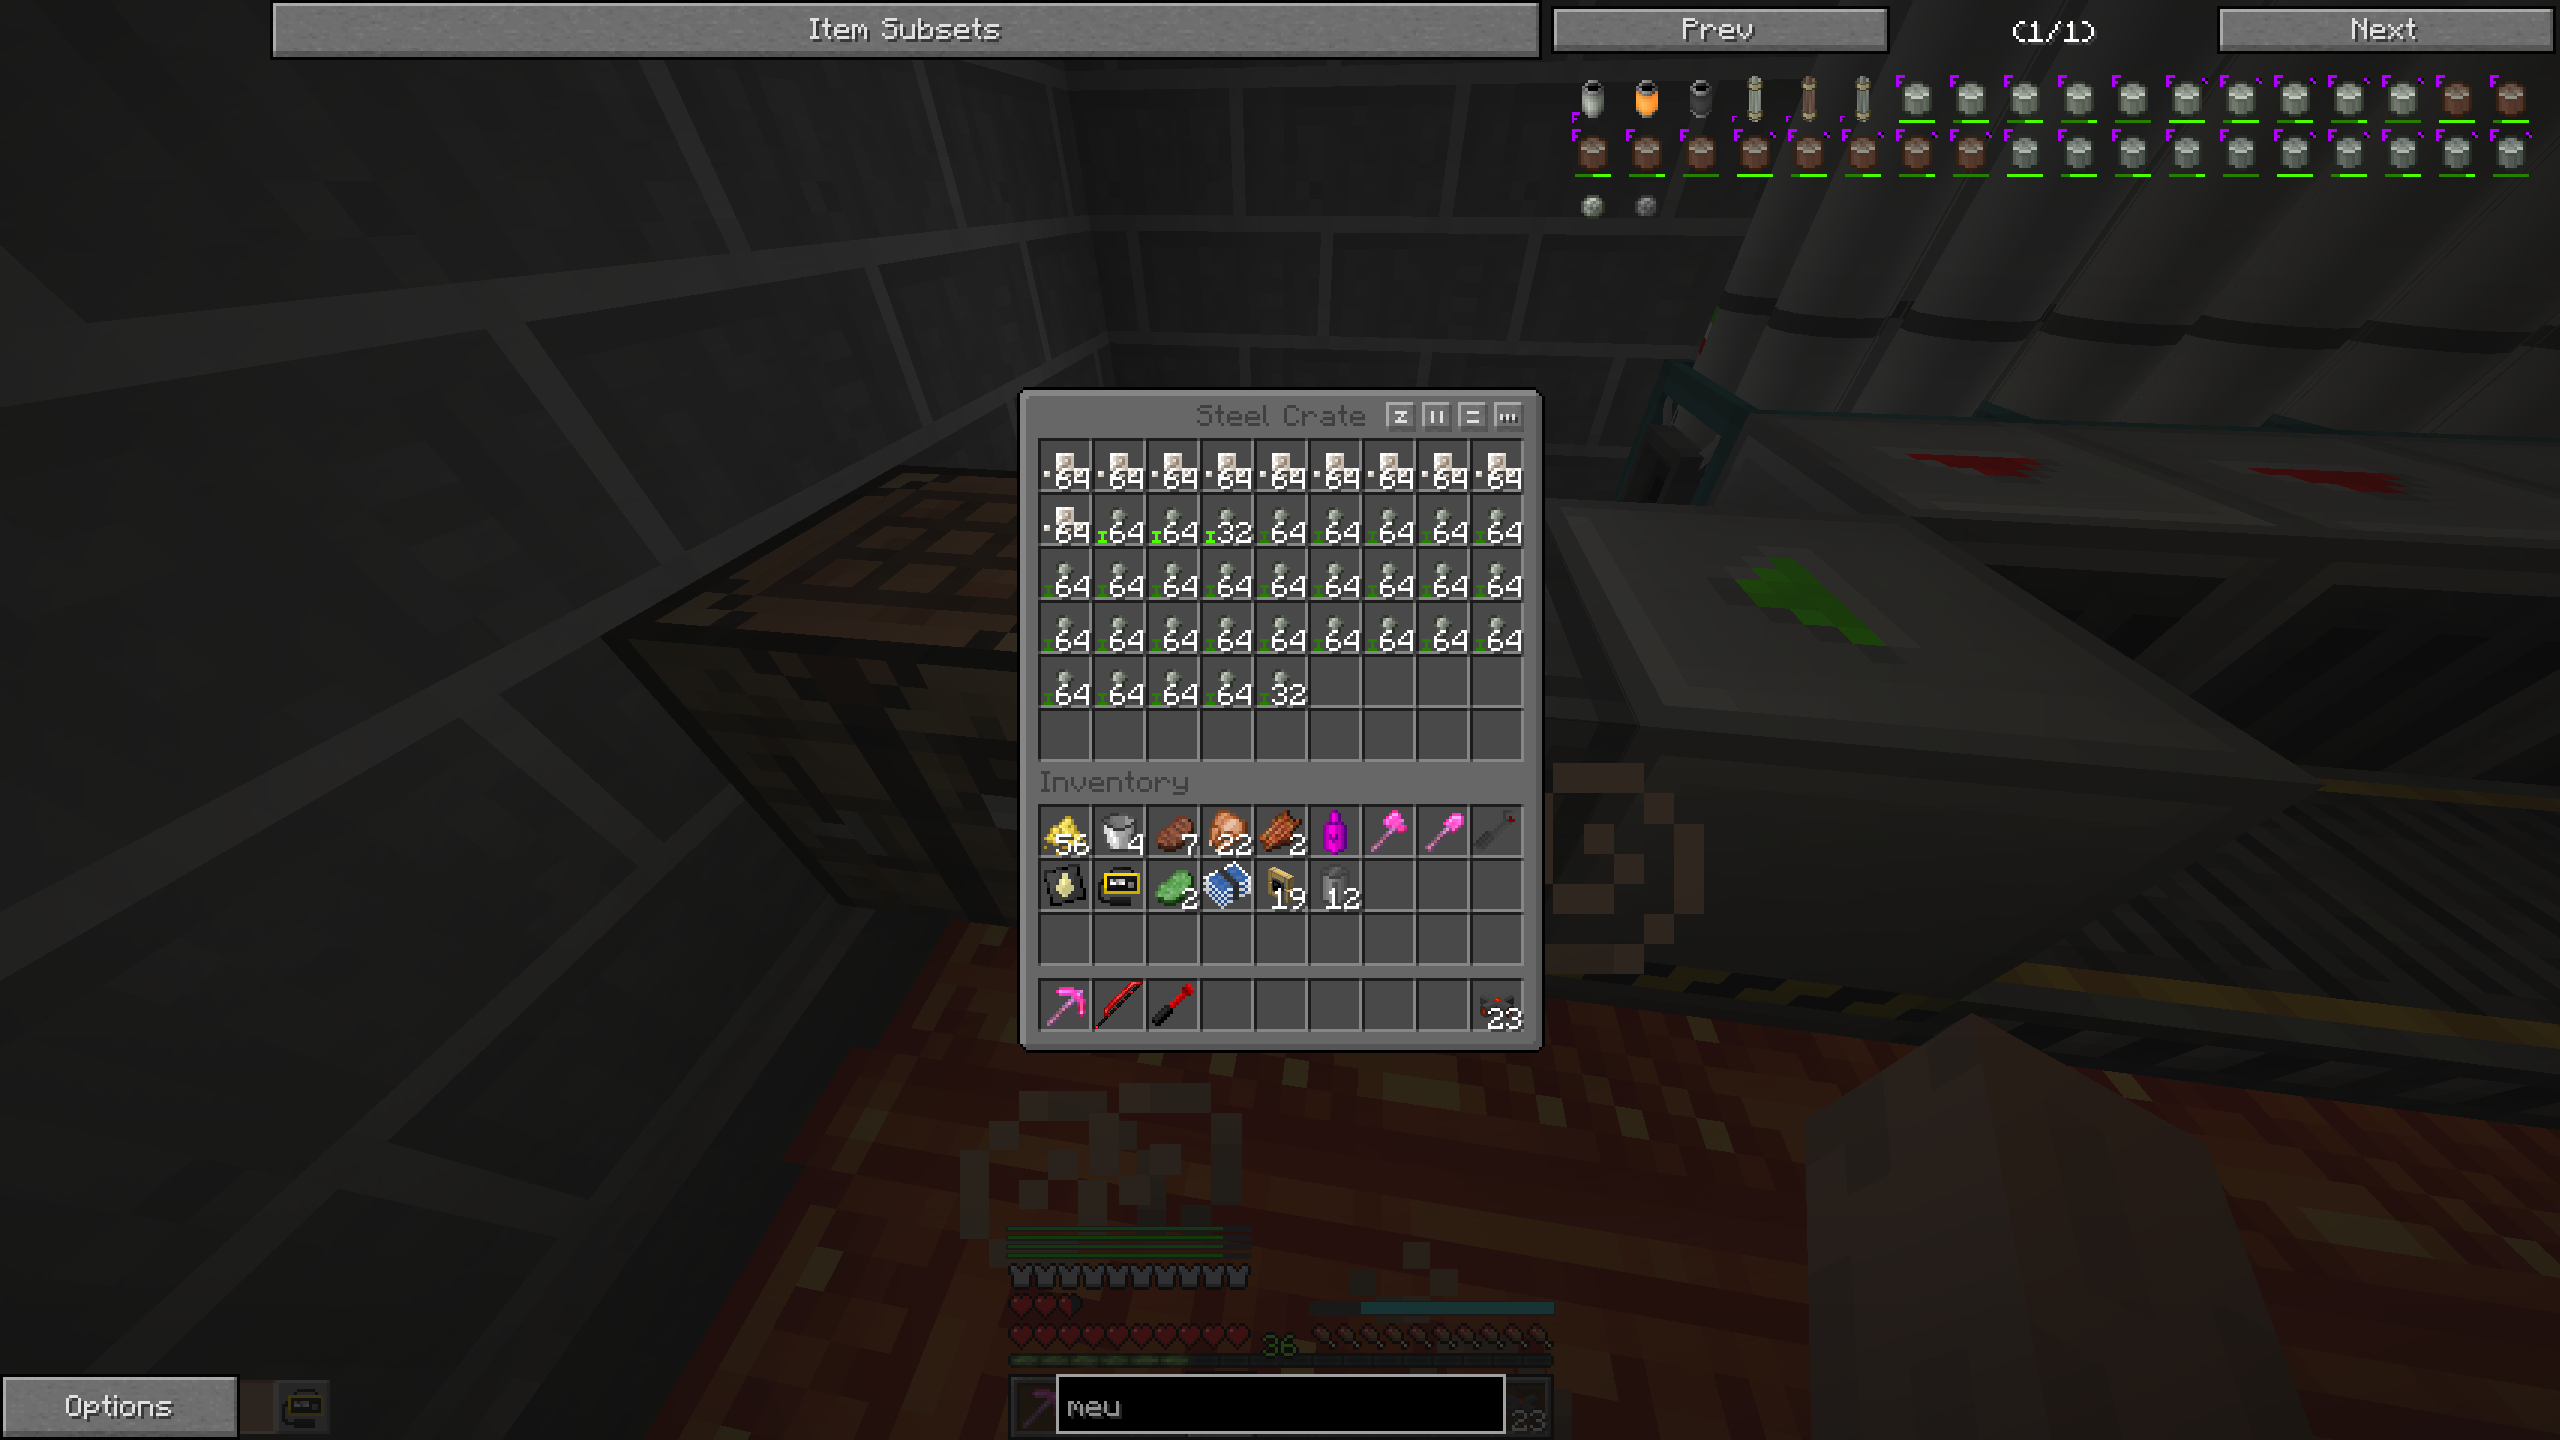 Item Subsets
Prev (1/1) Next
Steel Crate z
64 64 64 64 64 64 64 64 64
64 64 64 32 64 64 64 64 64
64 64 64 64 64 64 64 64 64
64 64 64 64 64 64 64 64 64
64 64 64 64 32
Inventory
56 4 7 22 2
2 19 12
23
36
Options
meu
23